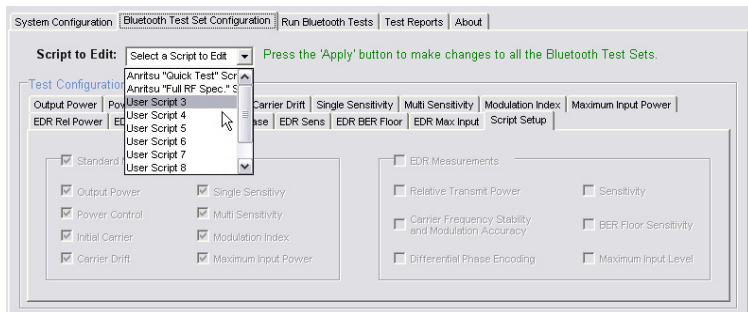 System Configuration Bluetooth Test Set Configuration Run Bluetooth Tests Test Reports About
Script to Edit: Select a Script to Edit Press the 'Apply' button to make changes to all the Bluetooth Test Sets.
Anritsu "Quick Test" Scr
Anritsu "Full RF Spec." S
User Script 3
User Script 4
User Script 5
User Script 6
User Script 7
User Script 8
Test Configuration
Output Power Carrier Drift Single Sensitivity Multi Sensitivity Modulation Index Maximum Input Power
EDR Rel Power EDR Sens EDR BER Floor EDR Max Input Script Setup
Standard
Output Power Single Sensitivy
Power Control Multi Sensitivity
Initial Carrier Modulation Index
Carrier Drift Maximum Input Power
EDR Measurements
Relative Transmit Power Sensitivity
Carrier Frequency Stability
and Modulation Accuracy BER Floor Sensitivity
Differential Phase Encoding Maximum Input Level